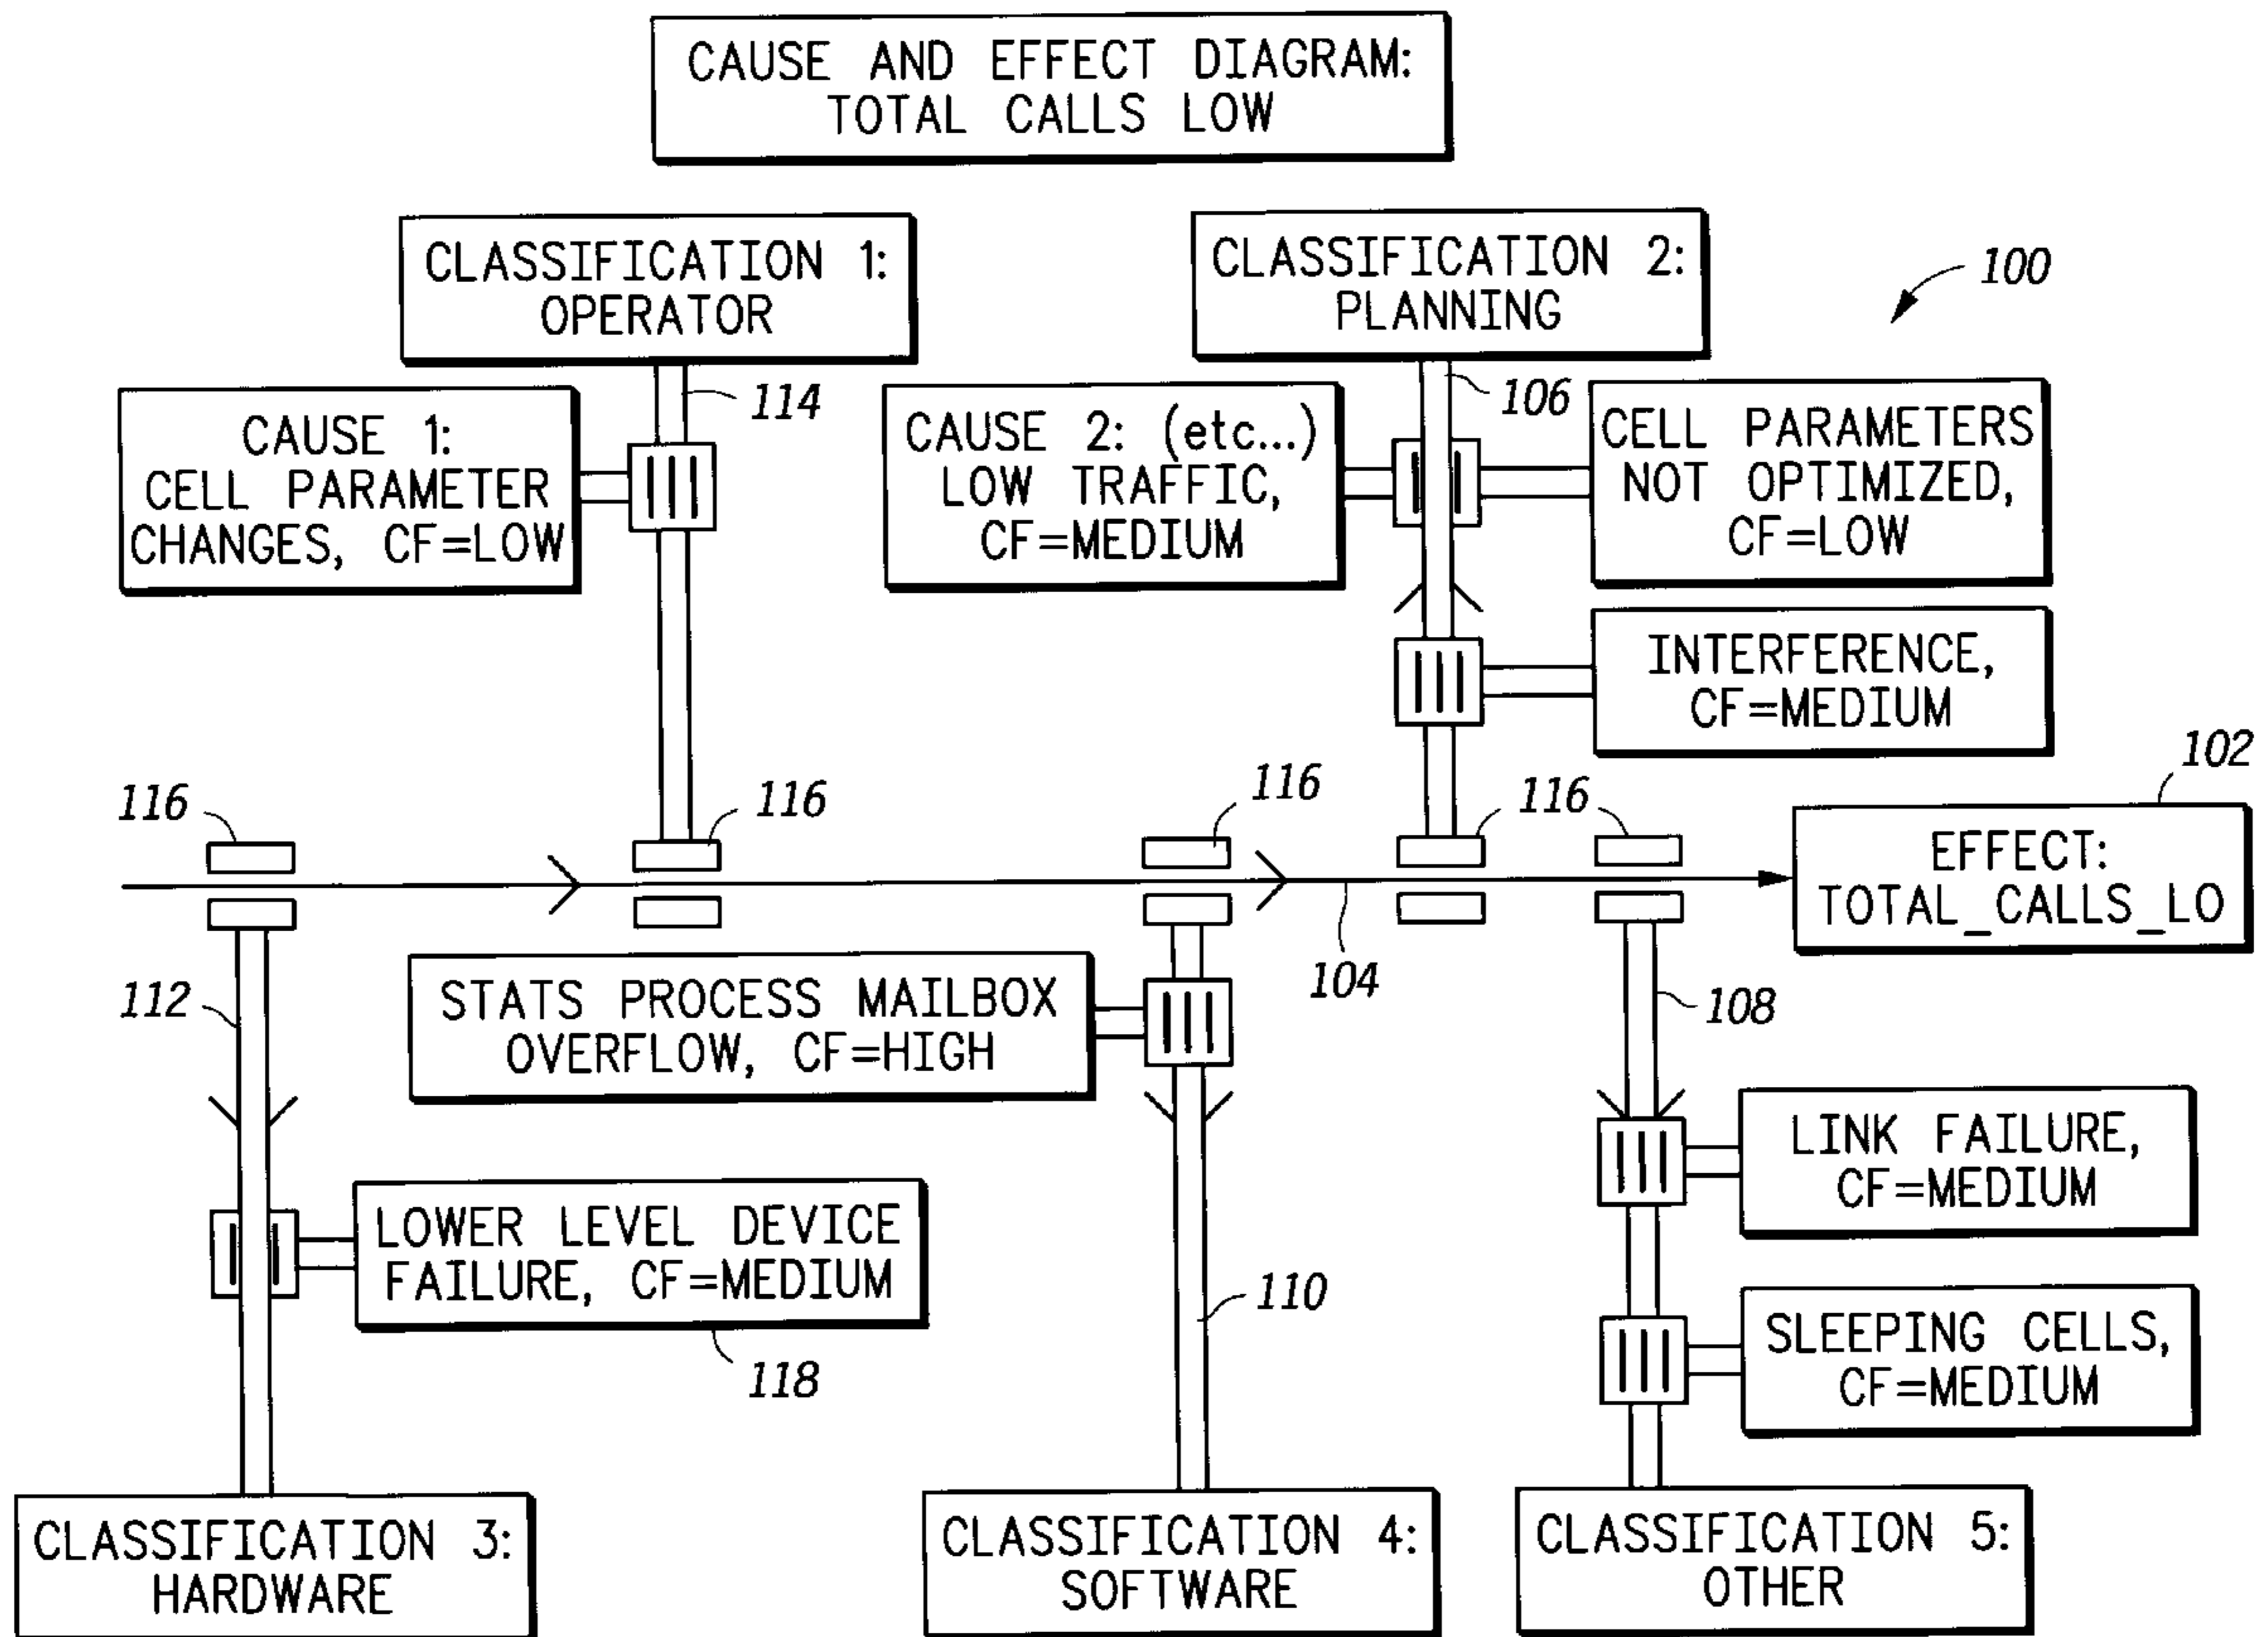 CAUSE AND EFFECT DIAGRAM:
TOTAL CALLS LOW
CLASSIFICATION 1:
OPERATOR
CLASSIFICATION 2:
PLANNING
100
114
106
CAUSE 1:
CELL PARAMETER
CHANGES, CF=LOW
CAUSE 2: (etc...)
LOW TRAFFIC,
CF=MEDIUM
CELL PARAMETERS
NOT OPTIMIZED,
CF=LOW
INTERFERENCE,
CF=MEDIUM
102
116
116
116
116
EFFECT:
TOTAL_CALLS_LO
104
112
STATS PROCESS MAILBOX
OVERFLOW, CF=HIGH
108
LINK FAILURE,
CF=MEDIUM
LOWER LEVEL DEVICE
FAILURE, CF=MEDIUM
110
118
SLEEPING CELLS,
CF=MEDIUM
CLASSIFICATION 3:
HARDWARE
CLASSIFICATION 4:
SOFTWARE
CLASSIFICATION 5:
OTHER